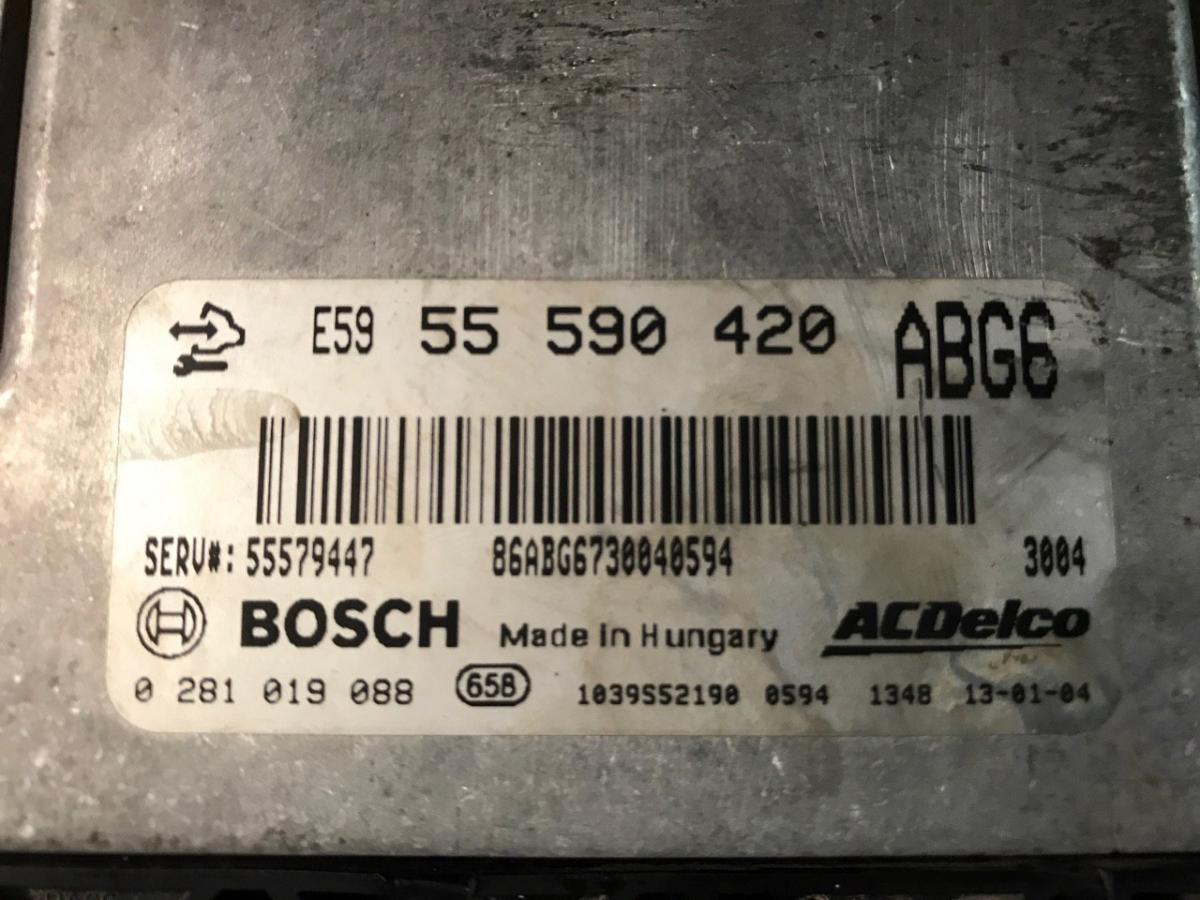 E59 55 590 420 ABG6
SERV#: 55579447 86ABG6730040594 3004
BOSCH Made in Hungary ACDelco
0 281 019 088 65B 1039S52190 0594 1348 13-01-04